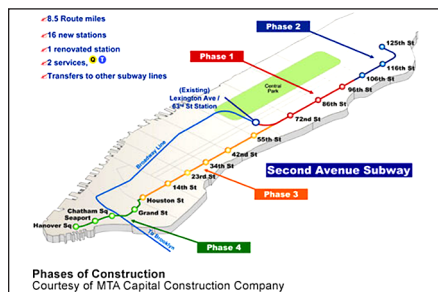 8.5 Route miles
16 new stations
1 renovated station
2 services, Q T
Transfers to other subway lines
Phase 2
125th St
116th St
106th St
Phase 1
96th St
86th St
72nd St
Central
Park
(Existing)
Lexington Ave /
63rd St Station
55th St
42nd St
34th St
23rd St
14th St
Houston St
Grand St
Chatham Sq
Seaport
Hanover Sq
Broadway Line
To Brooklyn
Second Avenue Subway
Phase 3
Phase 4
Phases of Construction
Courtesy of MTA Capital Construction Company